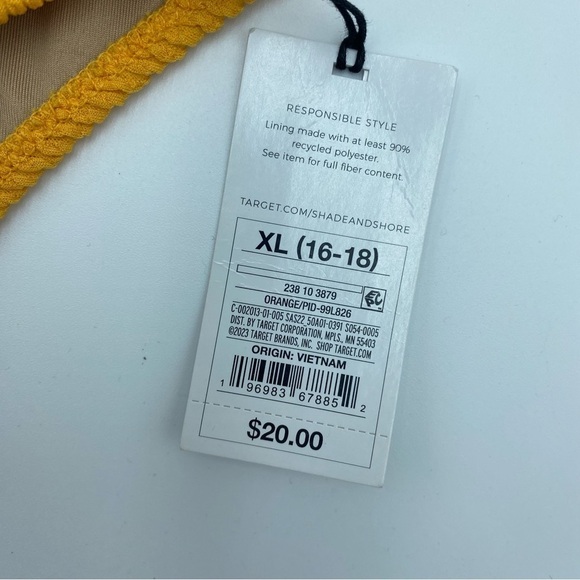 RESPONSIBLE STYLE
Lining made with at least 90%
recycled polyester.
See item for full fiber content.
TARGET.COM/SHADEANDSHORE
XL (16-18)
238 10 3879
ORANGE/PID-99L826
C-002013-01-005 SAS22 50A01-0391 S054-0005
DIST. BY TARGET CORPORATION, MPLS., MN 55403
©2023 TARGET BRANDS, INC. SHOP TARGET.COM
ORIGIN: VIETNAM
1 96983 67885 2
$20.00